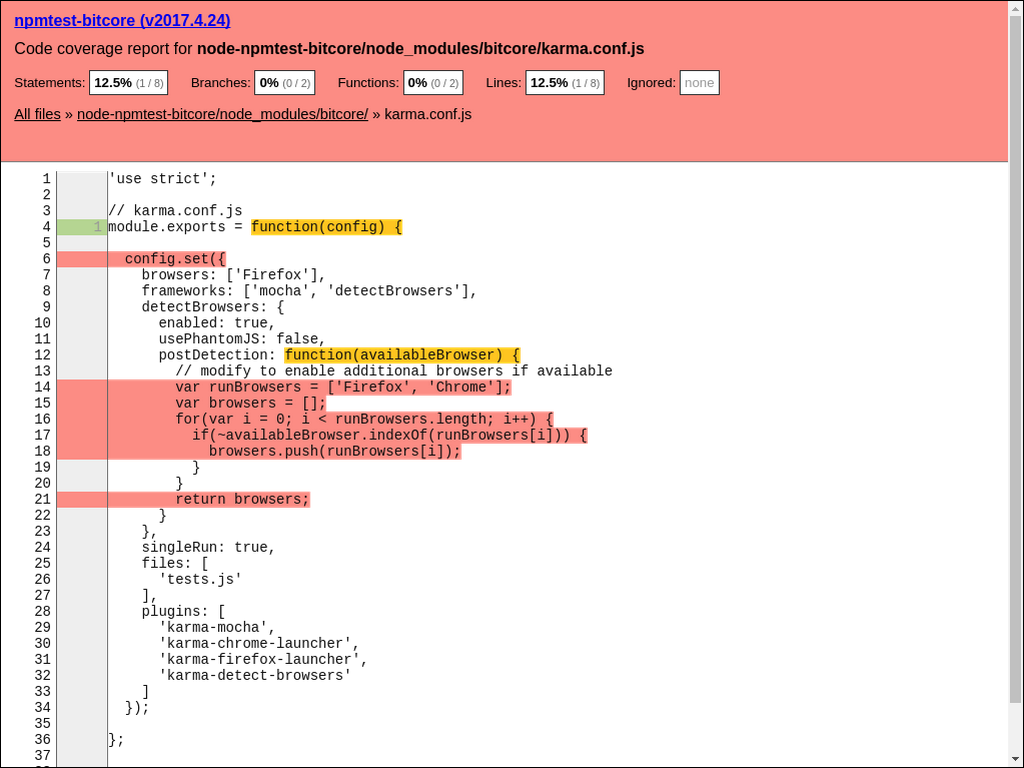 npmtest-bitcore (v2017.4.24)
Code coverage report for node-npmtest-bitcore/node_modules/bitcore/karma.conf.js
Statements: 12.5% (1 / 8) Branches: 0% (0 / 2) Functions: 0% (0 / 2) Lines: 12.5% (1 / 8) Ignored: none
All files » node-npmtest-bitcore/node_modules/bitcore/ » karma.conf.js
1 'use strict';
2
3 // karma.conf.js
4 1 module.exports = function(config) {
5
6   config.set({
7     browsers: ['Firefox'],
8     frameworks: ['mocha', 'detectBrowsers'],
9     detectBrowsers: {
10       enabled: true,
11       usePhantomJS: false,
12       postDetection: function(availableBrowser) {
13         // modify to enable additional browsers if available
14         var runBrowsers = ['Firefox', 'Chrome'];
15         var browsers = [];
16         for(var i = 0; i < runBrowsers.length; i++) {
17           if(~availableBrowser.indexOf(runBrowsers[i])) {
18             browsers.push(runBrowsers[i]);
19           }
20         }
21         return browsers;
22       }
23     },
24     singleRun: true,
25     files: [
26       'tests.js'
27     ],
28     plugins: [
29       'karma-mocha',
30       'karma-chrome-launcher',
31       'karma-firefox-launcher',
32       'karma-detect-browsers'
33     ]
34   });
35
36 };
37